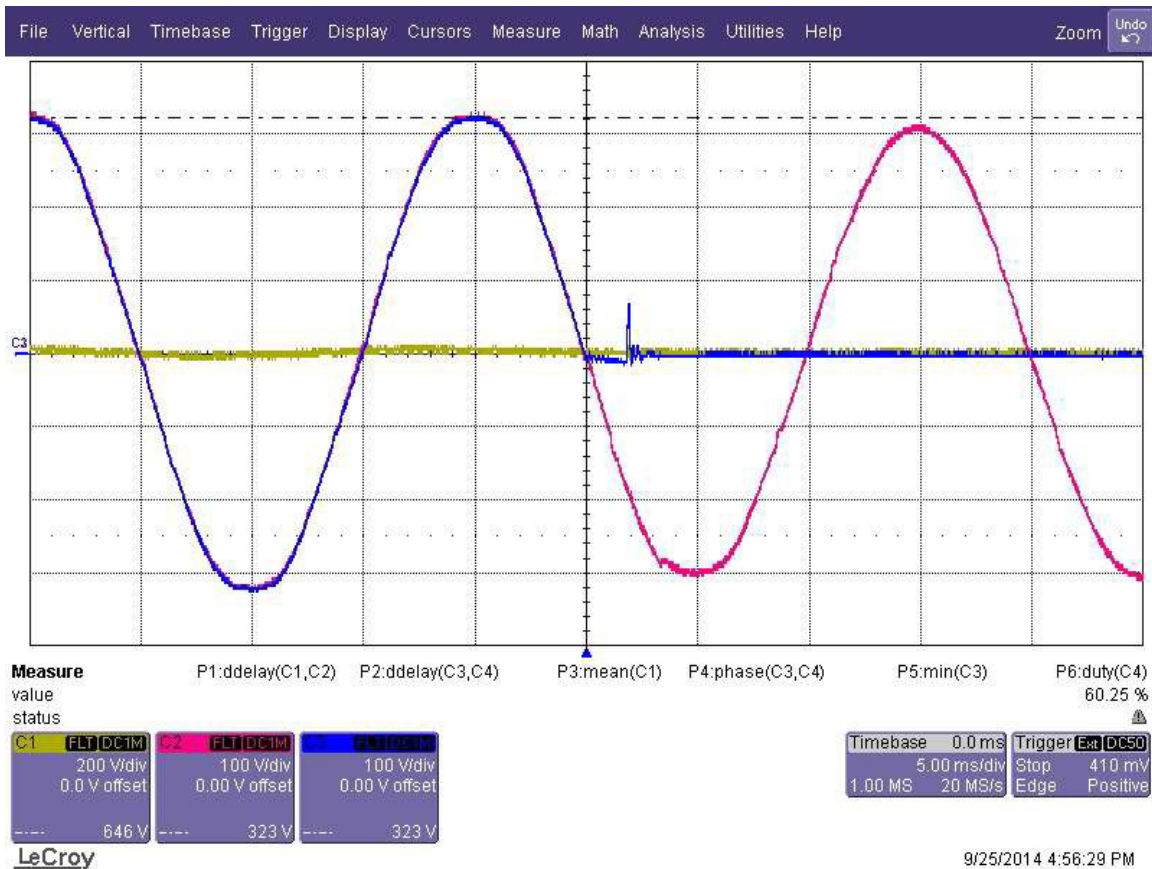 File Vertical Timebase Trigger Display Cursors Measure Math Analysis Utilities Help Zoom Undo
C3
Measure P1:ddelay(C1,C2) P2:ddelay(C3,C4) P3:mean(C1) P4:phase(C3,C4) P5:min(C3) P6:duty(C4)
value 60.25 %
status
C1 FLT DC1M C2 FLT DC1M C3 FLT DC1M Timebase 0.0 ms Trigger Ext DC50
200 V/div 100 V/div 100 V/div 5.00 ms/div Stop 410 mV
0.0 V offset 0.00 V offset 0.00 V offset 1.00 MS 20 MS/s Edge Positive
646 V 323 V 323 V
LeCroy 9/25/2014 4:56:29 PM